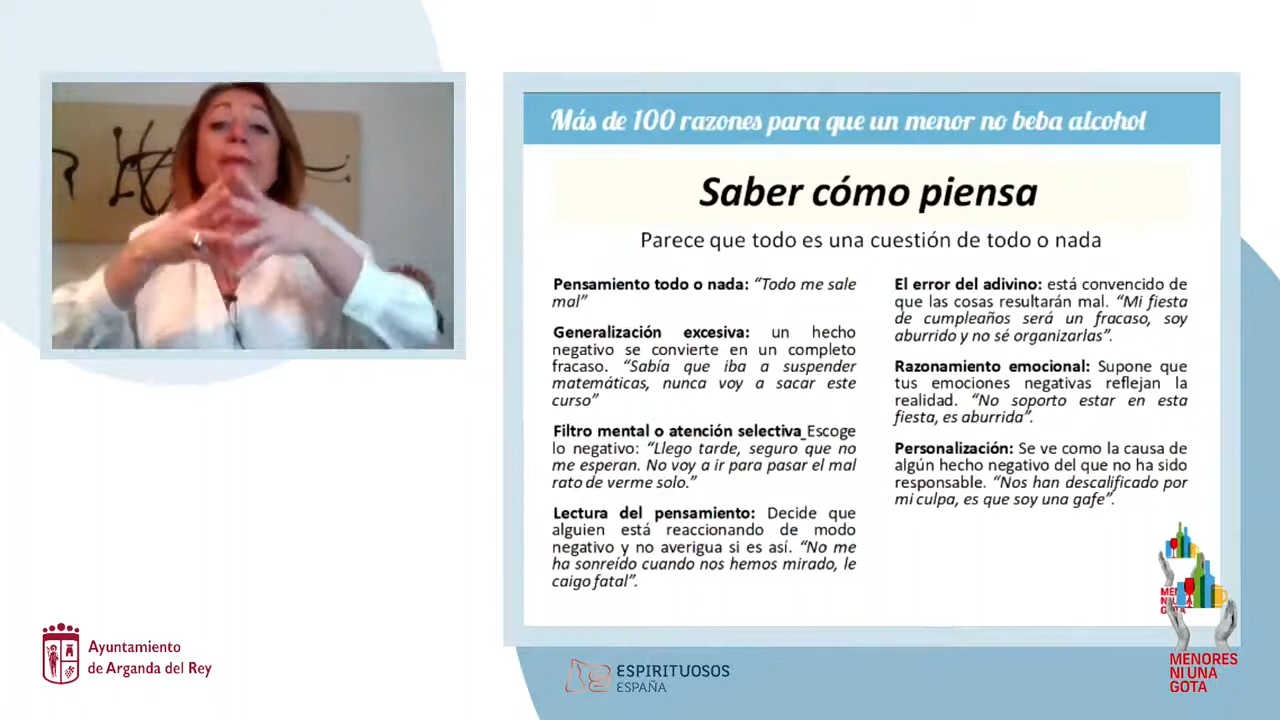 Más de 100 razones para que un menor no beba alcohol
Saber cómo piensa
Parece que todo es una cuestión de todo o nada
Pensamiento todo o nada: “Todo me sale
mal”
Generalización excesiva: un hecho
negativo se convierte en un completo
fracaso. “Sabía que iba a suspender
matemáticas, nunca voy a sacar este
curso”
Filtro mental o atención selectiva Escoge
lo negativo: “Llego tarde, seguro que no
me esperan. No voy a ir para pasar el mal
rato de verme solo.”
Lectura del pensamiento: Decide que
alguien está reaccionando de modo
negativo y no averigua si es así. “No me
ha sonreído cuando nos hemos mirado, le
caigo fatal”.
El error del adivino: está convencido de
que las cosas resultarán mal. “Mi fiesta
de cumpleaños será un fracaso, soy
aburrido y no sé organizarlas”.
Razonamiento emocional: Supone que
tus emociones negativas reflejan la
realidad. “No soporto estar en esta
fiesta, es aburrida”.
Personalización: Se ve como la causa de
algún hecho negativo del que no ha sido
responsable. “Nos han descalificado por
mi culpa, es que soy una gafe”.
Ayuntamiento
de Arganda del Rey
ESPIRITUOSOS
ESPAÑA
MENORES
NI UNA
GOTA